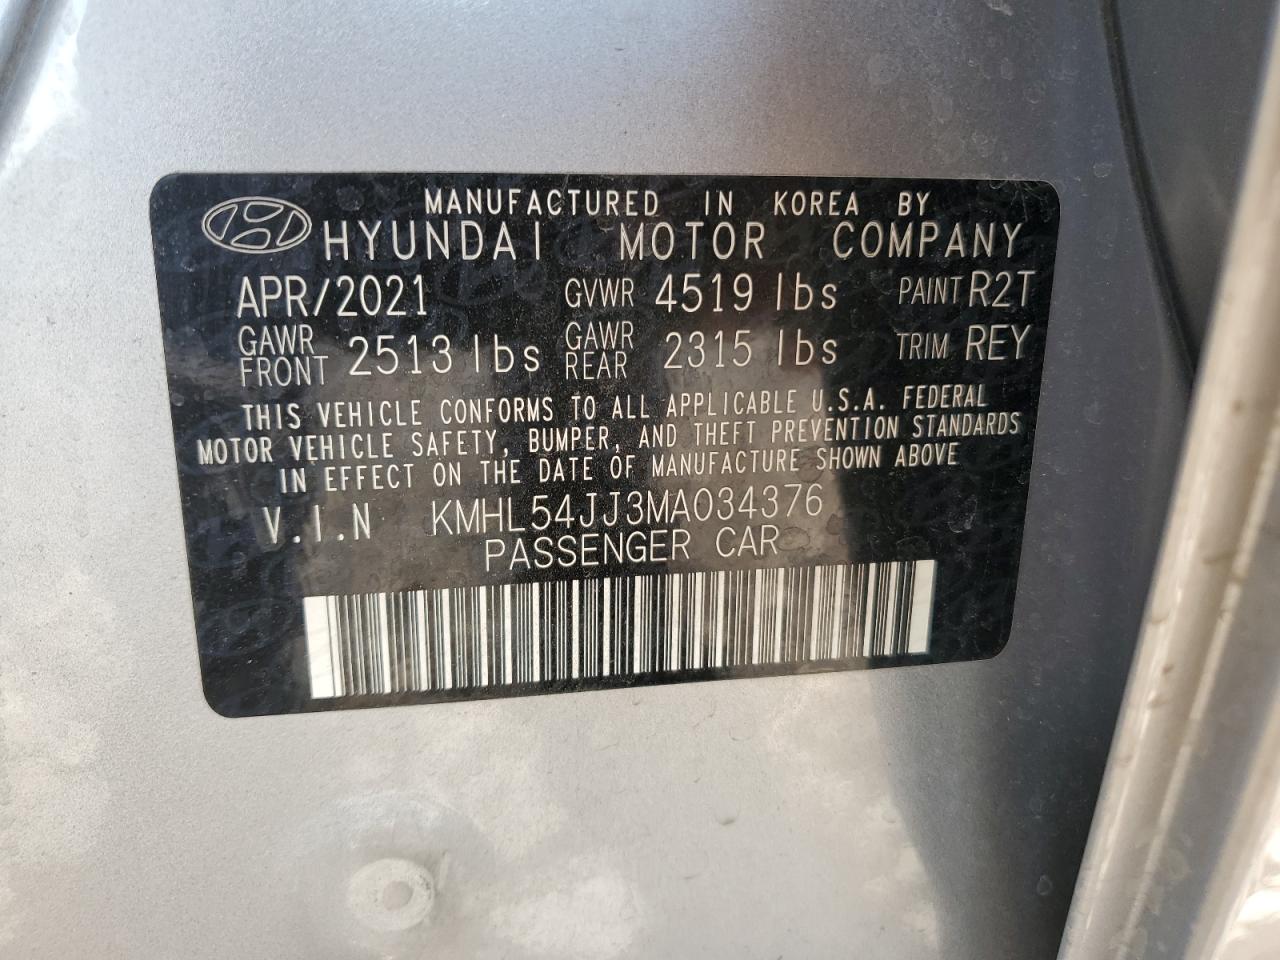 MANUFACTURED IN KOREA BY
HYUNDAI MOTOR COMPANY
APR/2021 GVWR 4519 lbs PAINT R2T
GAWR FRONT 2513 lbs GAWR REAR 2315 lbs TRIM REY
THIS VEHICLE CONFORMS TO ALL APPLICABLE U.S.A. FEDERAL
MOTOR VEHICLE SAFETY, BUMPER, AND THEFT PREVENTION STANDARDS
IN EFFECT ON THE DATE OF MANUFACTURE SHOWN ABOVE
V.I.N KMHL54JJ3MA034376
PASSENGER CAR